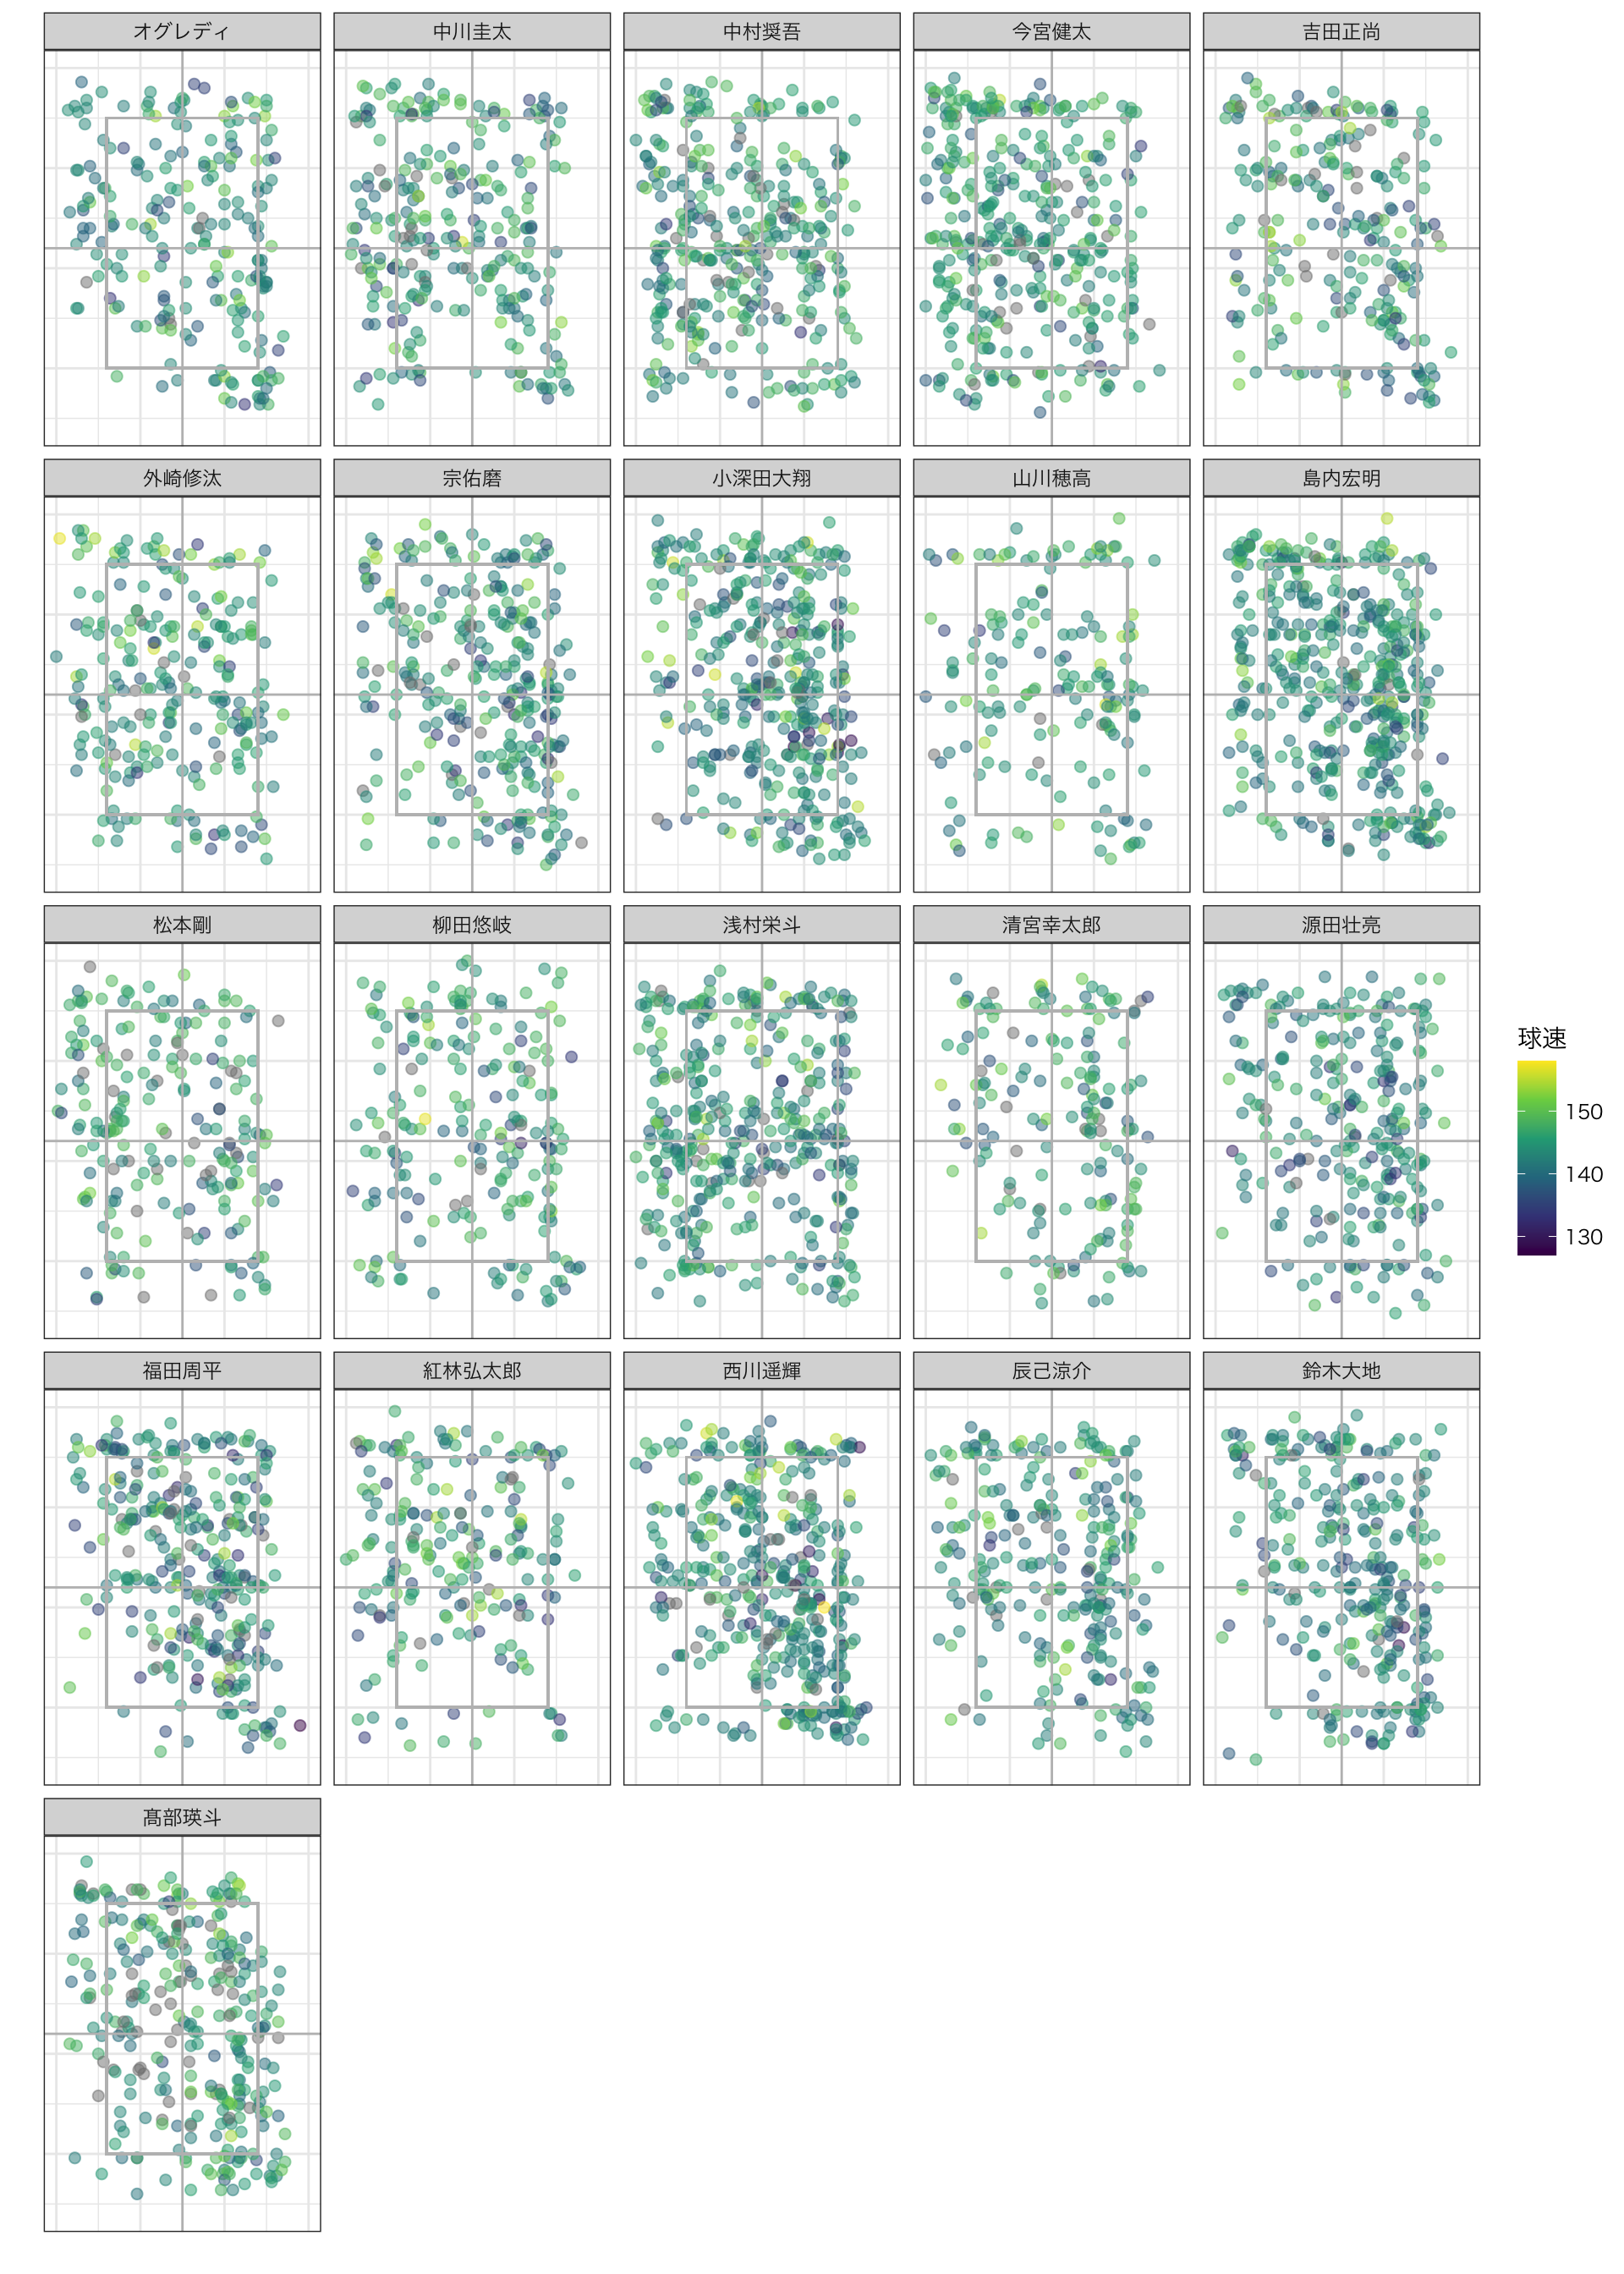 オグレディ
中川圭太
中村奨吾
今宮健太
吉田正尚
外崎修汰
宗佑磨
小深田大翔
山川穂高
島内宏明
松本剛
柳田悠岐
浅村栄斗
清宮幸太郎
源田壮亮
球速
150
140
130
福田周平
紅林弘太郎
西川遥輝
辰己涼介
鈴木大地
髙部瑛斗